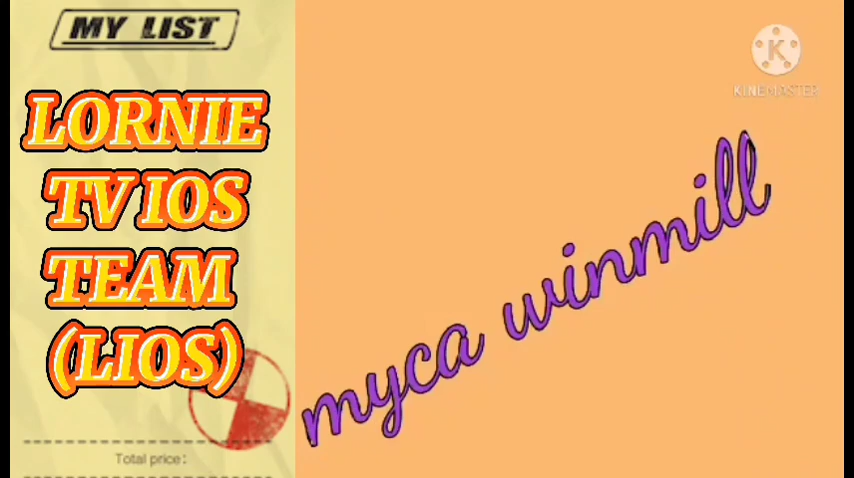 MY LIST
LORNIE
TV IOS
TEAM
(LIOS)
Total price:
K
KINEMASTER
myca winmill